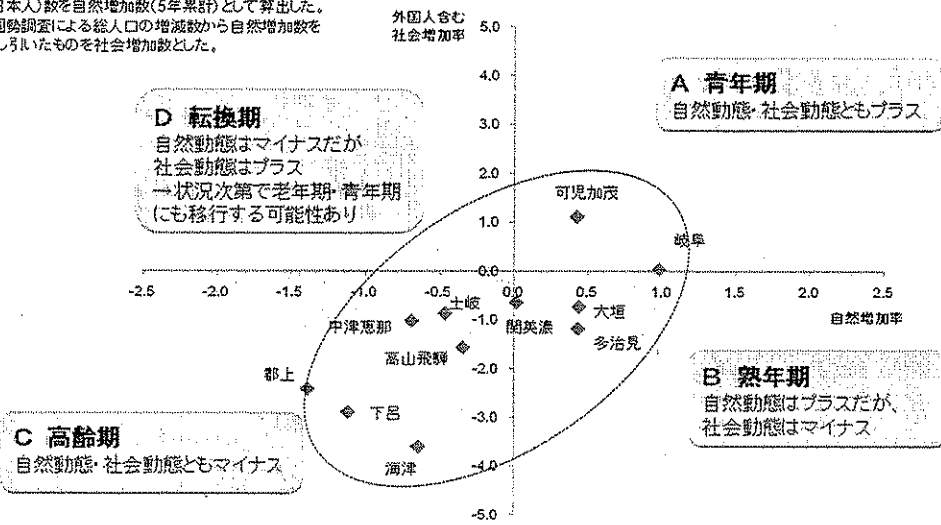 日本人)数を自然増加数(5年累計)として算出した。
国勢調査による総人口の増減数から自然増加数を
し引いたものを社会増加数とした。
外国人含む
社会増加率
5.0
4.0
3.0
2.0
1.0
0.0
-1.0
-2.0
-3.0
-4.0
-5.0
-2.5
-2.0
-1.5
-1.0
-0.5
0.0
0.5
1.0
1.5
2.0
2.5
自然増加率
A 青年期
自然動態・社会動態ともプラス
D 転換期
自然動態はマイナスだが
社会動態はプラス
→状況次第で老年期・青年期
にも移行する可能性あり
可児加茂
岐阜
土岐
中津恵那
関美濃
大垣
多治見
高山飛騨
郡上
下呂
海津
B 熟年期
自然動態はプラスだが、
社会動態はマイナス
C 高齢期
自然動態・社会動態ともマイナス